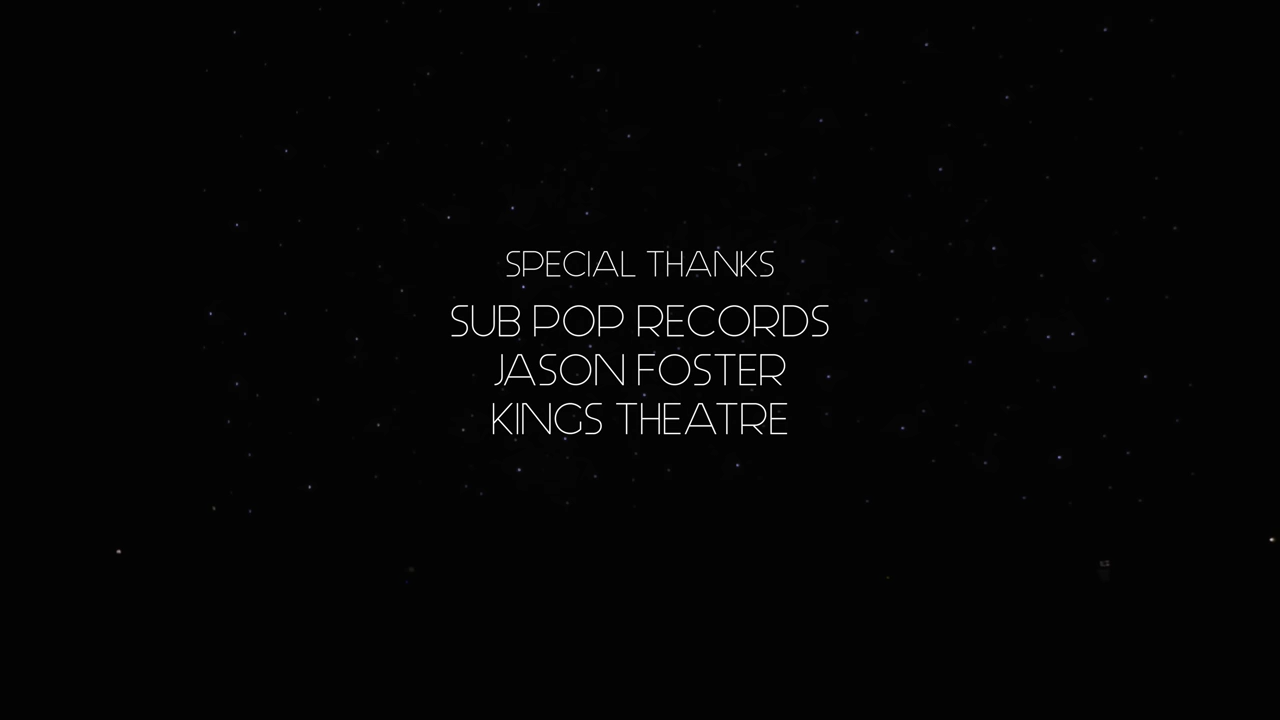 SPECIAL THANKS
SUB POP RECORDS
JASON FOSTER
KINGS THEATRE